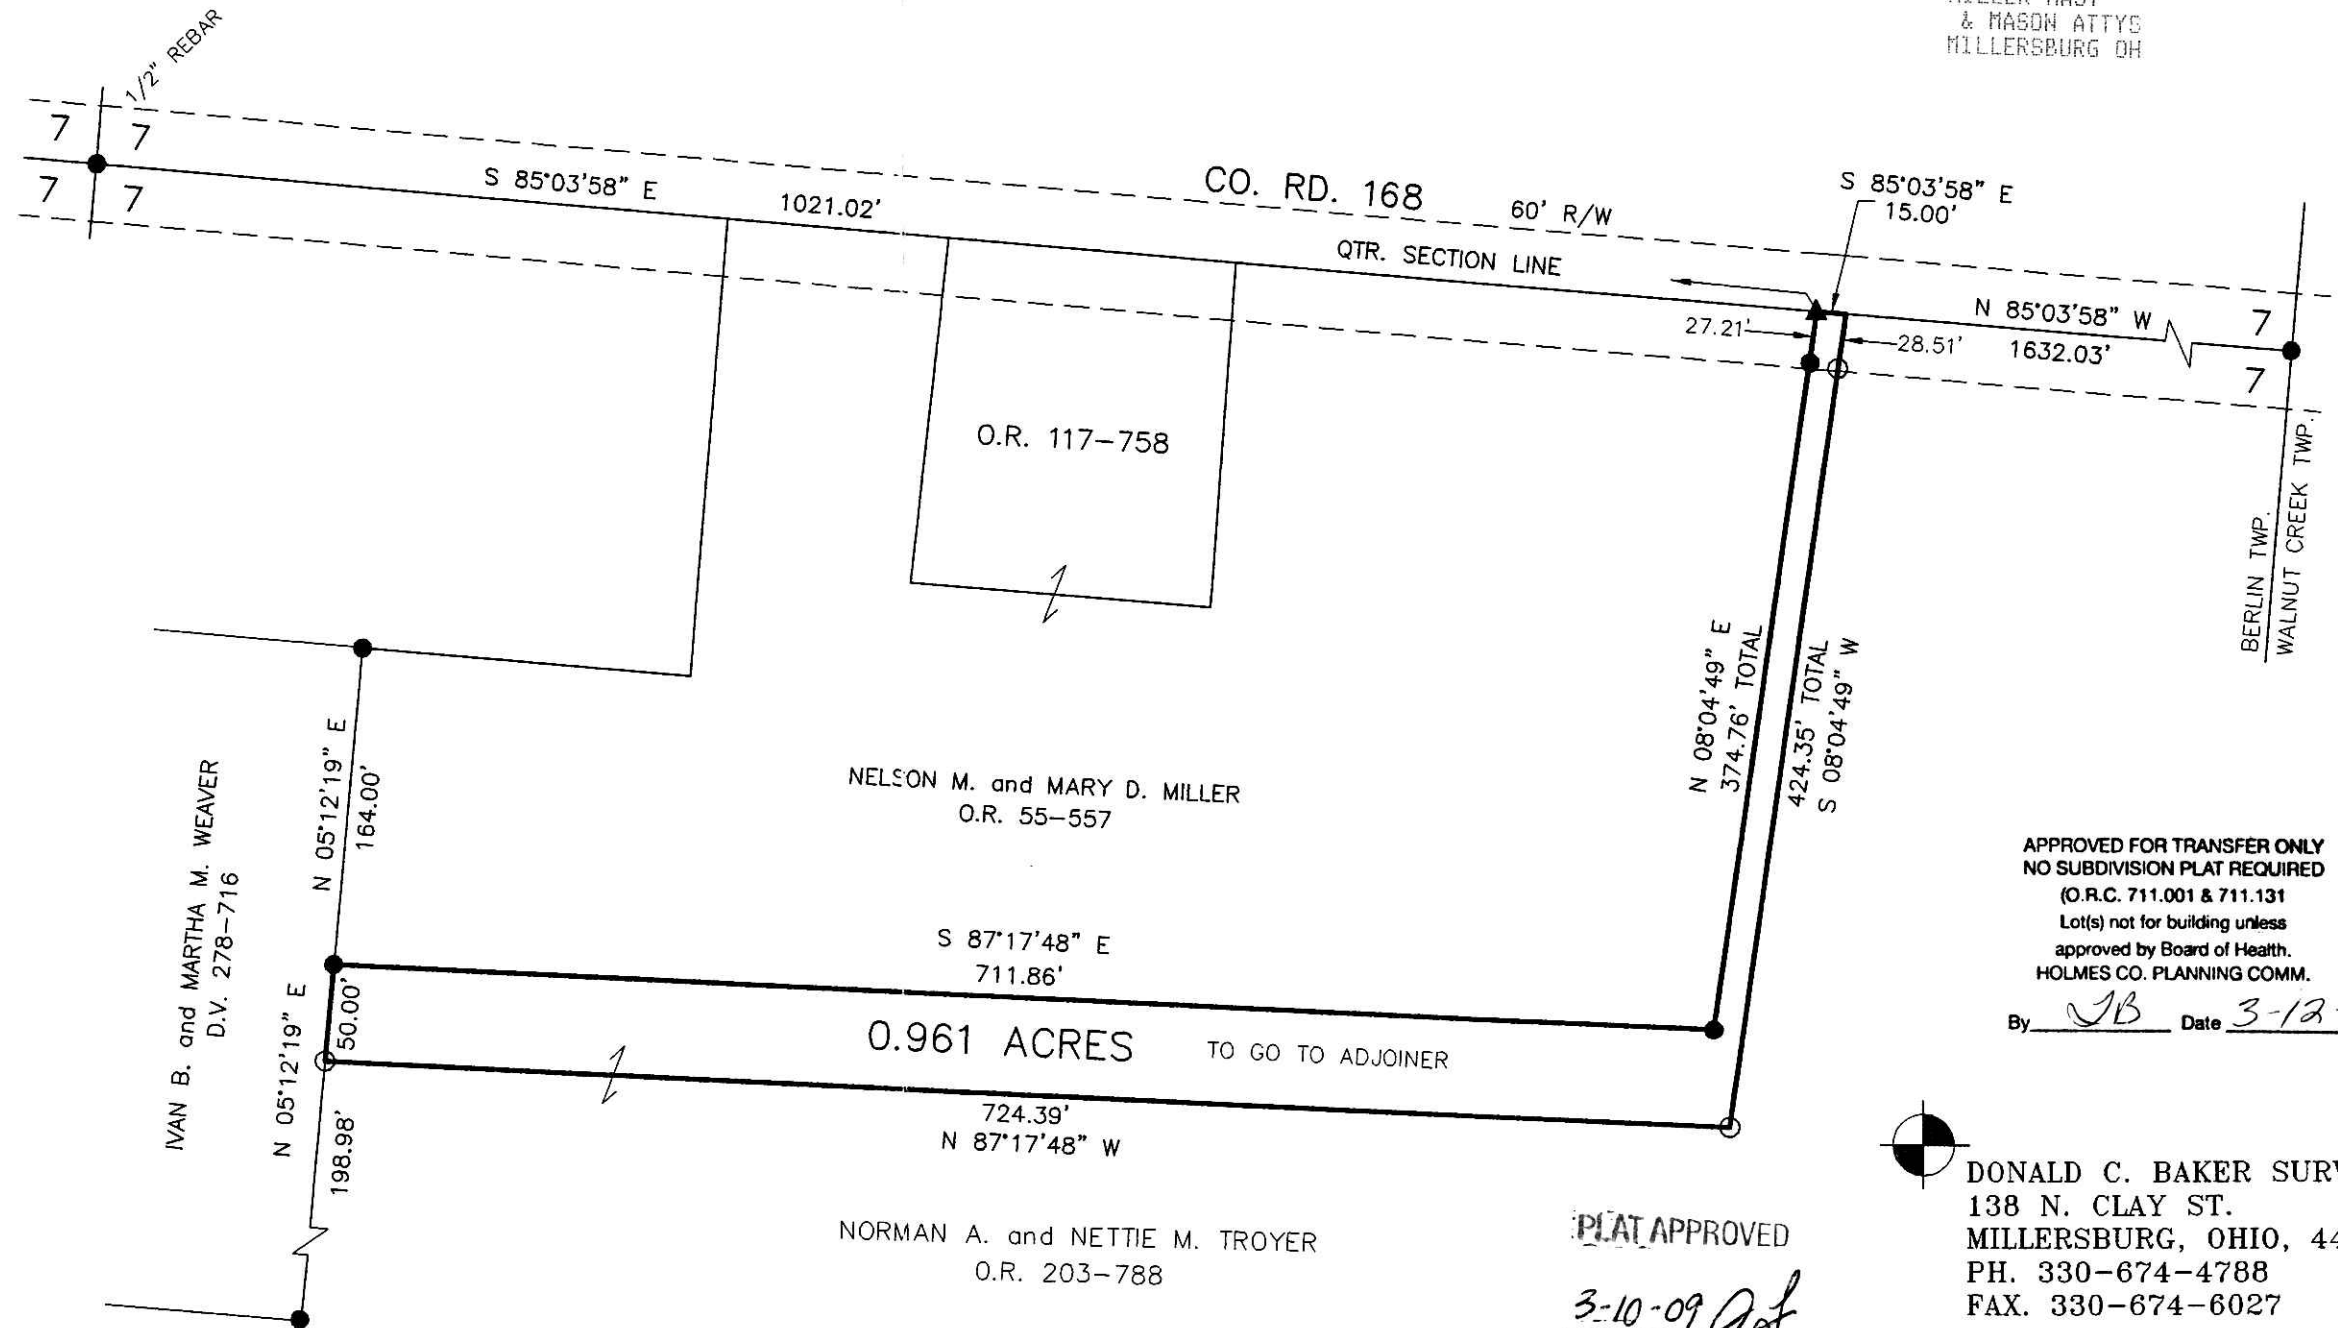 & MASON ATTYS
MILLERSBURG OH
1/2" REBAR
7 7
7 7
S 85°03'58" E
1021.02'
CO. RD. 168
60' R/W
QTR. SECTION LINE
S 85°03'58" E
15.00'
N 85°03'58" W
1632.03'
7
7
27.21'
28.51'
O.R. 117-758
BERLIN TWP.
WALNUT CREEK TWP.
N 08°04'49" E
374.76' TOTAL
424.35' TOTAL
S 08°04'49" W
N 05°12'19" E
164.00'
IVAN B. and MARTHA M. WEAVER
D.V. 278-716
NELSON M. and MARY D. MILLER
O.R. 55-557
S 87°17'48" E
711.86'
N 05°12'19" E
50.00'
198.98'
0.961 ACRES TO GO TO ADJOINER
724.39'
N 87°17'48" W
NORMAN A. and NETTIE M. TROYER
O.R. 203-788
APPROVED FOR TRANSFER ONLY
NO SUBDIVISION PLAT REQUIRED
(O.R.C. 711.001 & 711.131
Lot(s) not for building unless
approved by Board of Health.
HOLMES CO. PLANNING COMM.
By JB Date 3-12-
PLAT APPROVED
3-10-09
DONALD C. BAKER SURV
138 N. CLAY ST.
MILLERSBURG, OHIO, 44
PH. 330-674-4788
FAX. 330-674-6027